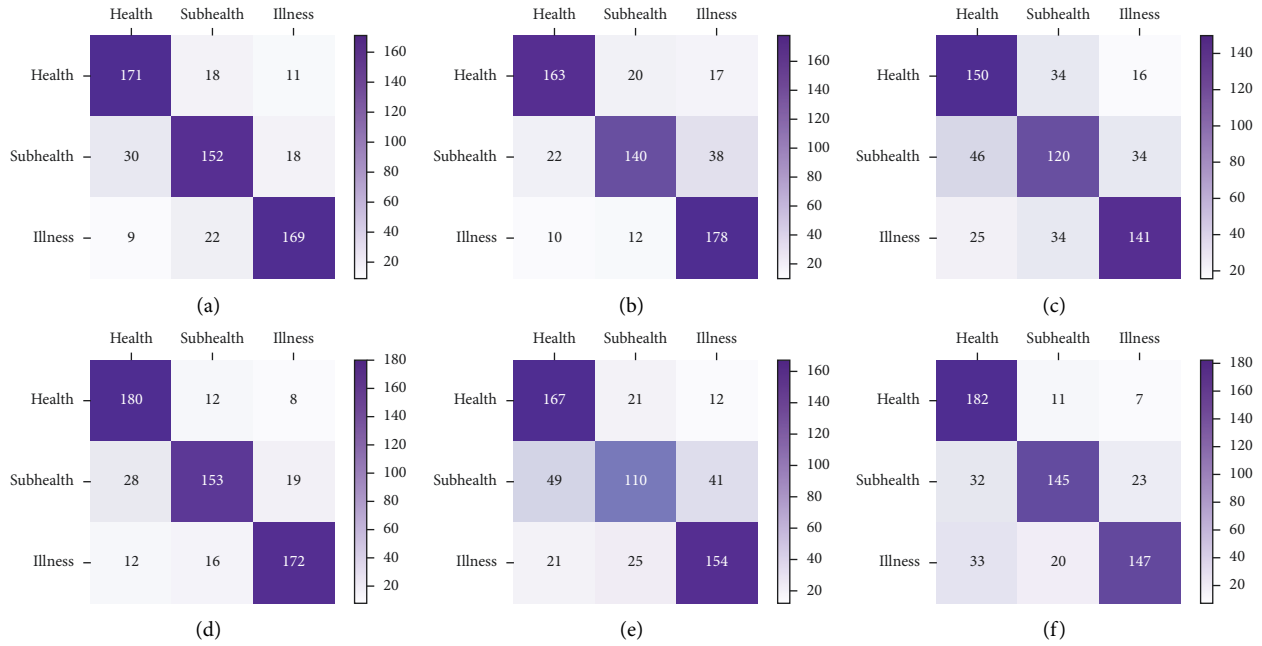 Health Subhealth Illness
Health 171 18 11
Subhealth 30 152 18
Illness 9 22 169
160
140
120
100
80
60
40
20
(a)
Health Subhealth Illness
163 20 17
22 140 38
10 12 178
160
140
120
100
80
60
40
20
(b)
Health Subhealth Illness
Health 150 34 16
Subhealth 46 120 34
Illness 25 34 141
140
120
100
80
60
40
20
(c)
Health Subhealth Illness
Health 180 12 8
Subhealth 28 153 19
Illness 12 16 172
180
160
140
120
100
80
60
40
20
(d)
Health Subhealth Illness
Health 167 21 12
Subhealth 49 110 41
Illness 21 25 154
160
140
120
100
80
60
40
20
(e)
Health Subhealth Illness
Health 182 11 7
Subhealth 32 145 23
Illness 33 20 147
180
160
140
120
100
80
60
40
20
(f)